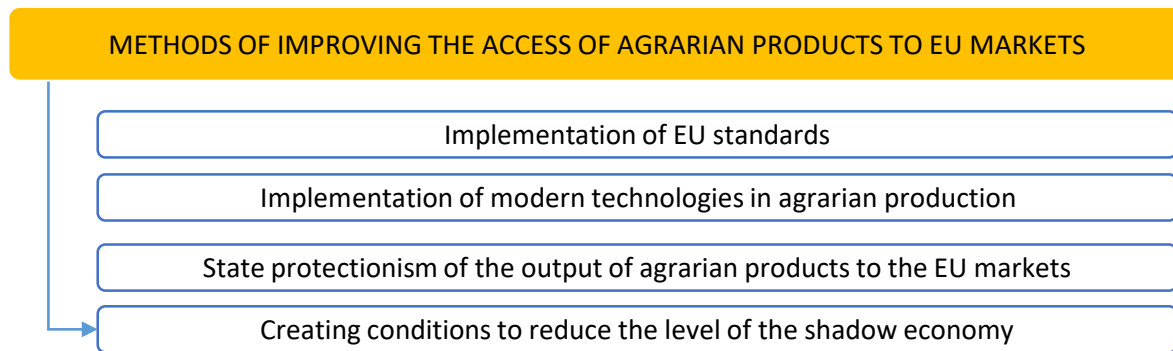 METHODS OF IMPROVING THE ACCESS OF AGRARIAN PRODUCTS TO EU MARKETS
Implementation of EU standards
Implementation of modern technologies in agrarian production
State protectionism of the output of agrarian products to the EU markets
Creating conditions to reduce the level of the shadow economy